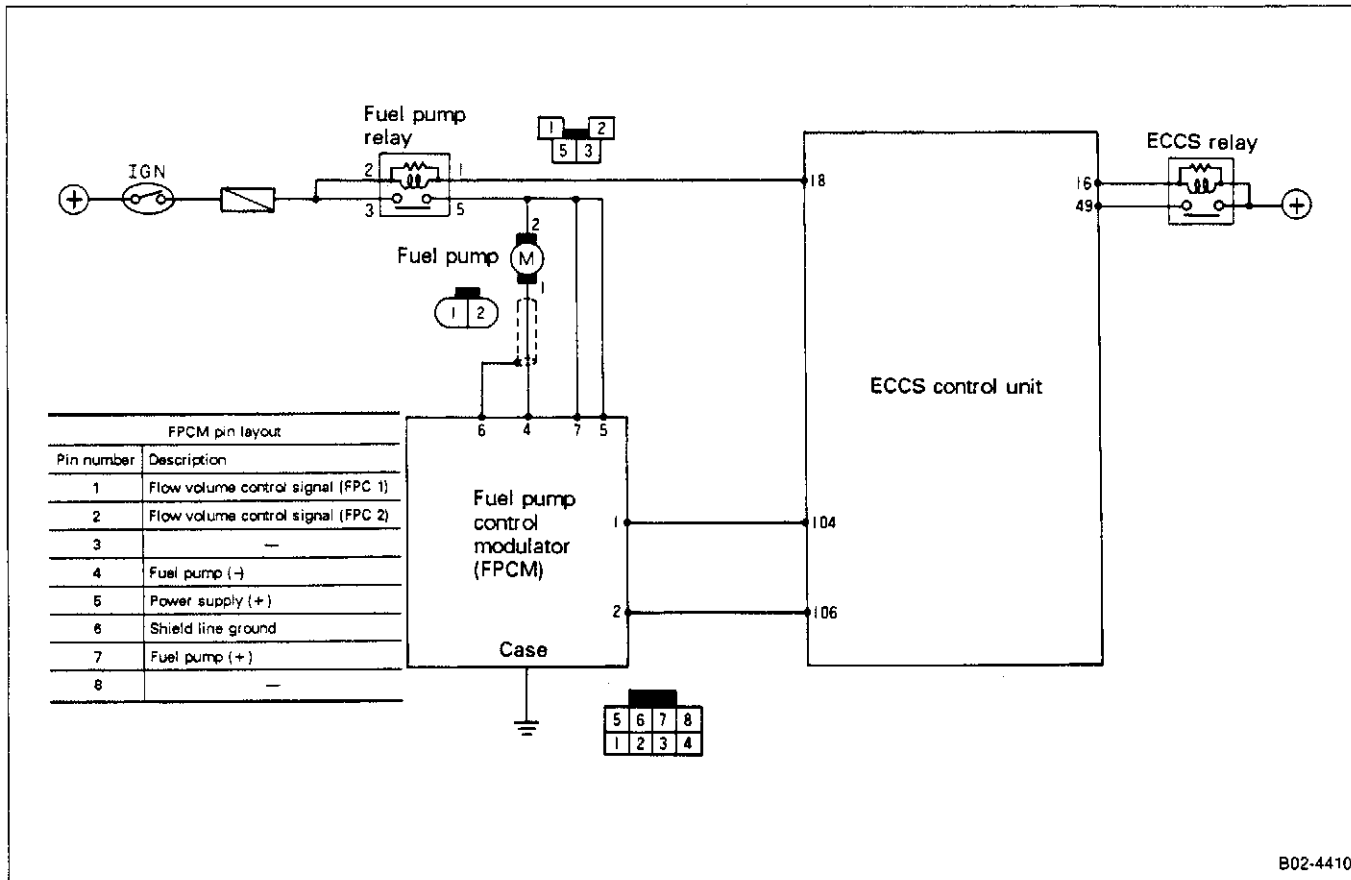 Fuel pump
relay
1 2
5 3
IGN
2 1
3 5
18
ECCS relay
16
49
2
Fuel pump
M
1
1 2
ECCS control unit
6 4 7 5
FPCM pin layout
Pin number Description
1 Flow volume control signal (FPC 1)
2 Flow volume control signal (FPC 2)
3 —
4 Fuel pump (-)
5 Power supply (+)
6 Shield line ground
7 Fuel pump (+)
8 —
Fuel pump
control
modulator
(FPCM)
1
104
2
106
Case
5 6 7 8
1 2 3 4
B02-4410